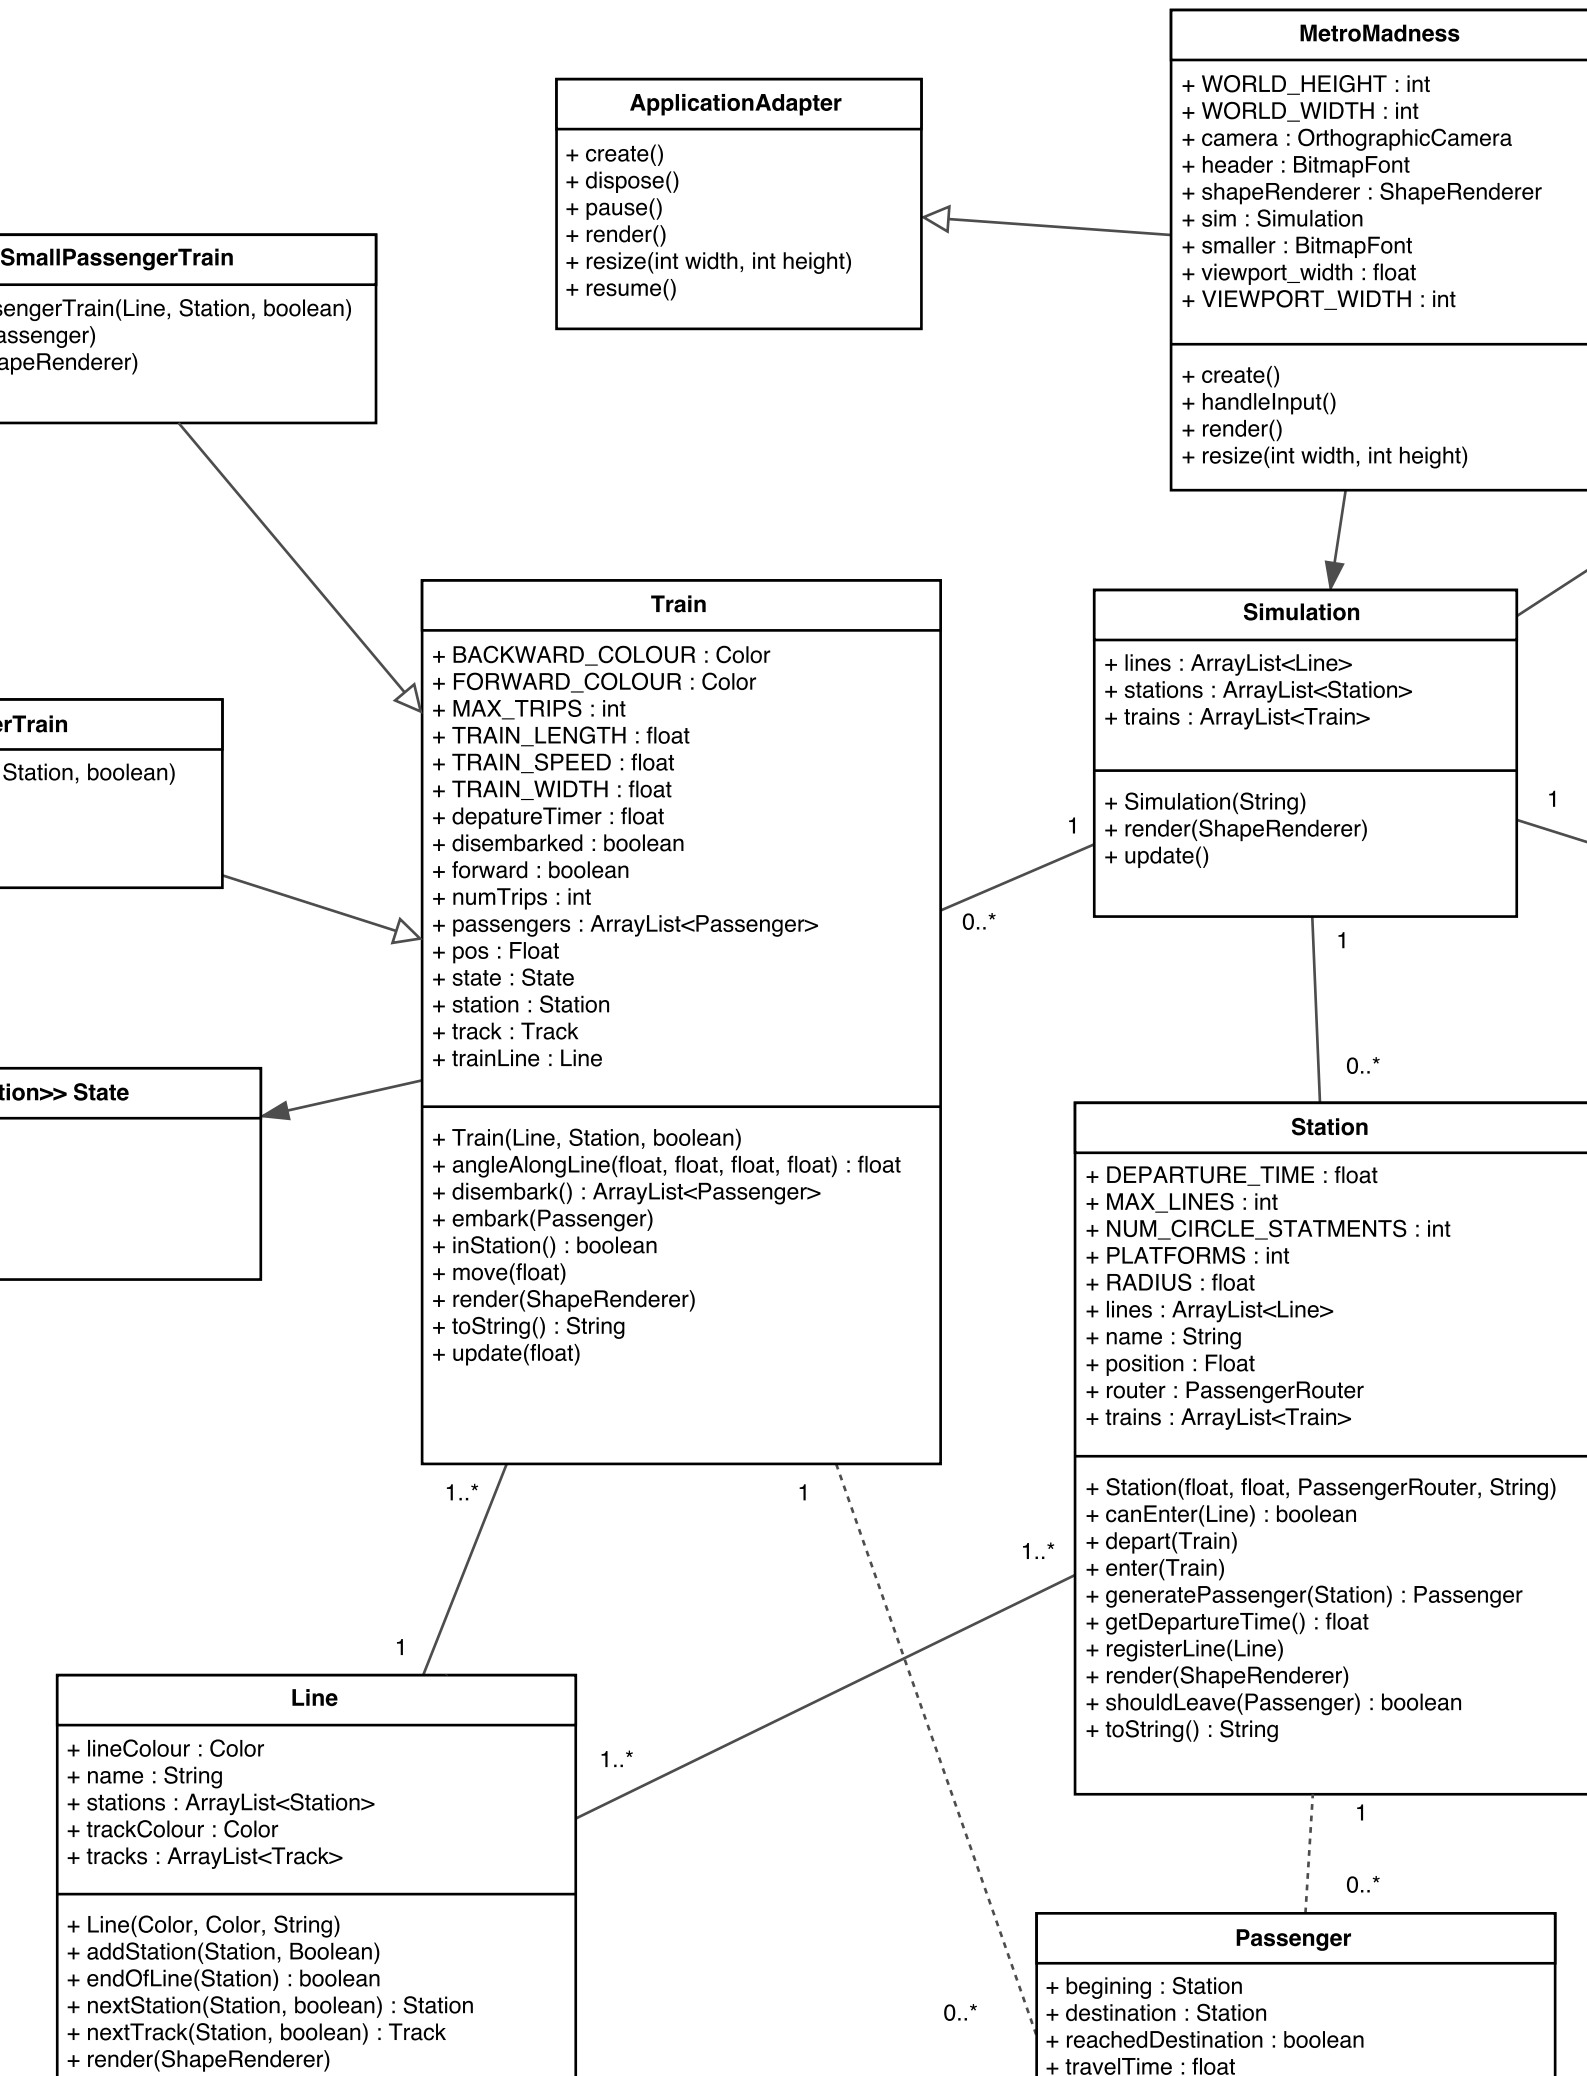 MetroMadness
+ WORLD_HEIGHT : int
+ WORLD_WIDTH : int
+ camera : OrthographicCamera
+ header : BitmapFont
+ shapeRenderer : ShapeRenderer
+ sim : Simulation
+ smaller : BitmapFont
+ viewport_width : float
+ VIEWPORT_WIDTH : int
+ create()
+ handleInput()
+ render()
+ resize(int width, int height)
ApplicationAdapter
+ create()
+ dispose()
+ pause()
+ render()
+ resize(int width, int height)
+ resume()
SmallPassengerTrain
sengerTrain(Line, Station, boolean)
assenger)
apeRenderer)
Train
+ BACKWARD_COLOUR : Color
+ FORWARD_COLOUR : Color
+ MAX_TRIPS : int
+ TRAIN_LENGTH : float
+ TRAIN_SPEED : float
+ TRAIN_WIDTH : float
+ depatureTimer : float
+ disembarked : boolean
+ forward : boolean
+ numTrips : int
+ passengers : ArrayList<Passenger>
+ pos : Float
+ state : State
+ station : Station
+ track : Track
+ trainLine : Line
+ Train(Line, Station, boolean)
+ angleAlongLine(float, float, float, float) : float
+ disembark() : ArrayList<Passenger>
+ embark(Passenger)
+ inStation() : boolean
+ move(float)
+ render(ShapeRenderer)
+ toString() : String
+ update(float)
Simulation
+ lines : ArrayList<Line>
+ stations : ArrayList<Station>
+ trains : ArrayList<Train>
+ Simulation(String)
+ render(ShapeRenderer)
+ update()
1
1
0..*
1
0..*
erTrain
Station, boolean)
tion>> State
Station
+ DEPARTURE_TIME : float
+ MAX_LINES : int
+ NUM_CIRCLE_STATMENTS : int
+ PLATFORMS : int
+ RADIUS : float
+ lines : ArrayList<Line>
+ name : String
+ position : Float
+ router : PassengerRouter
+ trains : ArrayList<Train>
+ Station(float, float, PassengerRouter, String)
+ canEnter(Line) : boolean
+ depart(Train)
+ enter(Train)
+ generatePassenger(Station) : Passenger
+ getDepartureTime() : float
+ registerLine(Line)
+ render(ShapeRenderer)
+ shouldLeave(Passenger) : boolean
+ toString() : String
1..*
1
1..*
1
1..*
1
0..*
0..*
Line
+ lineColour : Color
+ name : String
+ stations : ArrayList<Station>
+ trackColour : Color
+ tracks : ArrayList<Track>
+ Line(Color, Color, String)
+ addStation(Station, Boolean)
+ endOfLine(Station) : boolean
+ nextStation(Station, boolean) : Station
+ nextTrack(Station, boolean) : Track
+ render(ShapeRenderer)
Passenger
+ begining : Station
+ destination : Station
+ reachedDestination : boolean
+ travelTime : float